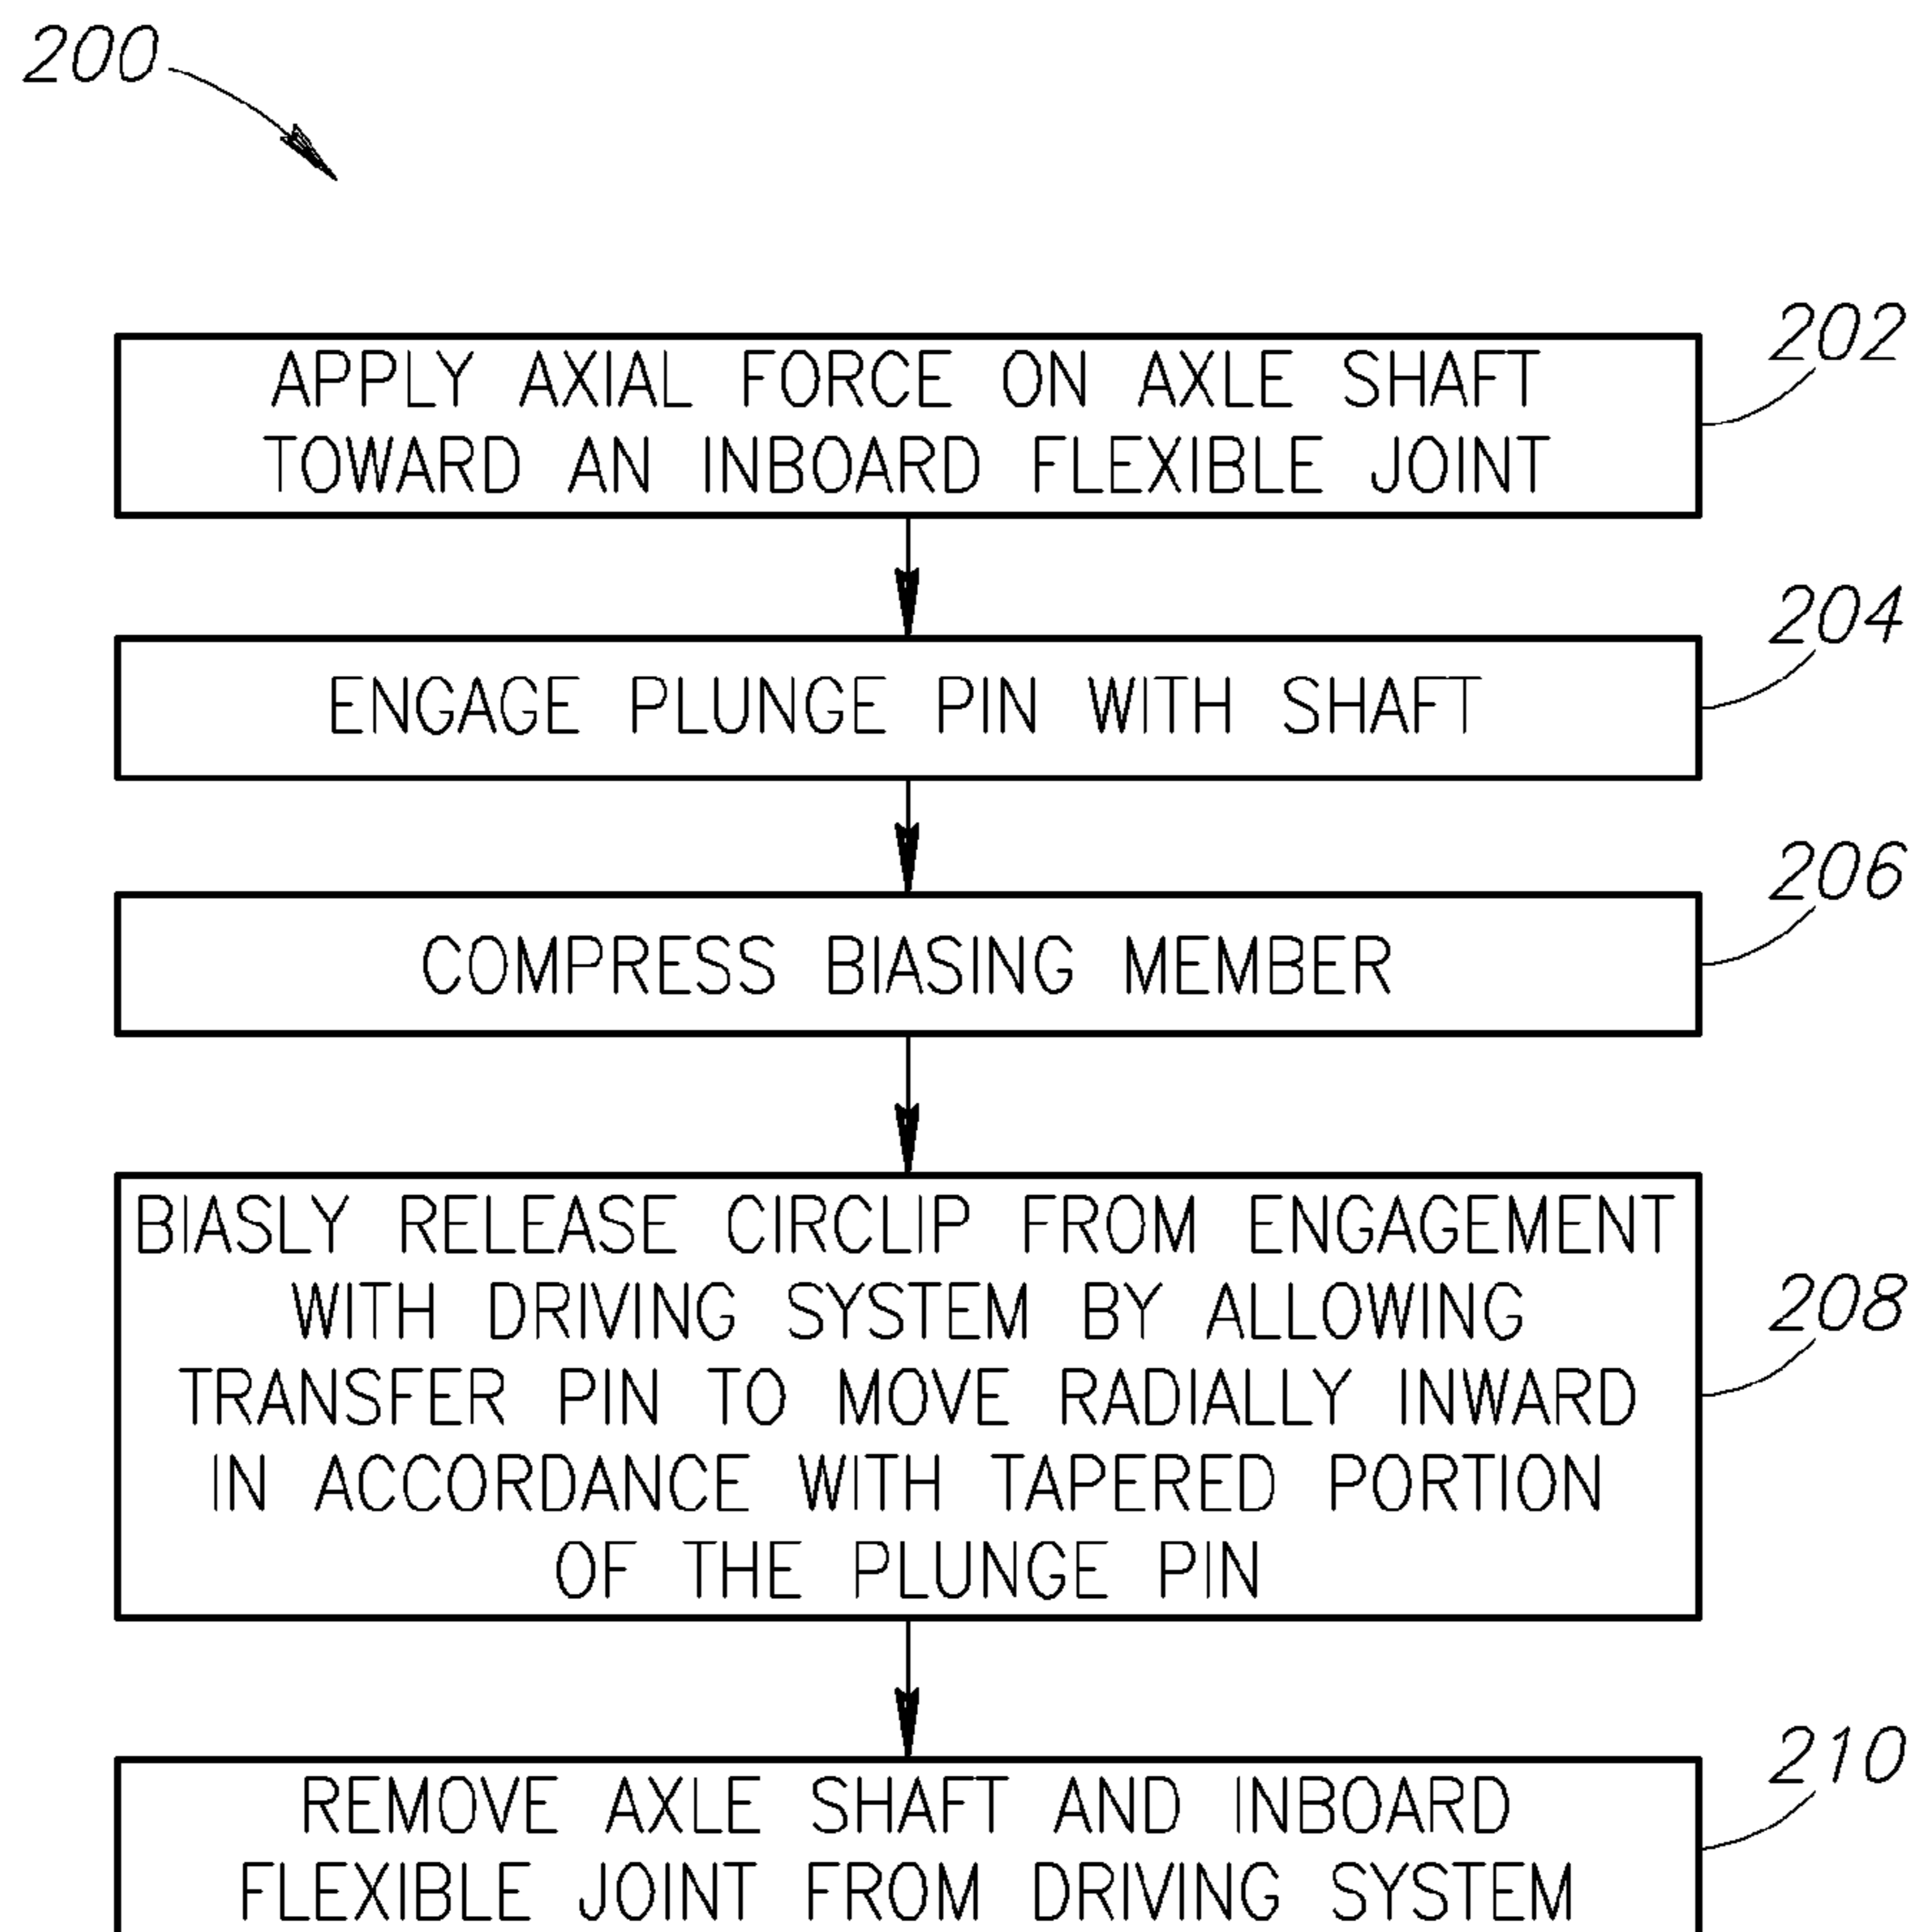 200
202
APPLY AXIAL FORCE ON AXLE SHAFT
TOWARD AN INBOARD FLEXIBLE JOINT
204
ENGAGE PLUNGE PIN WITH SHAFT
206
COMPRESS BIASING MEMBER
BIASLY RELEASE CIRCLIP FROM ENGAGEMENT
WITH DRIVING SYSTEM BY ALLOWING
208
TRANSFER PIN TO MOVE RADIALLY INWARD
IN ACCORDANCE WITH TAPERED PORTION
OF THE PLUNGE PIN
210
REMOVE AXLE SHAFT AND INBOARD
FLEXIBLE JOINT FROM DRIVING SYSTEM